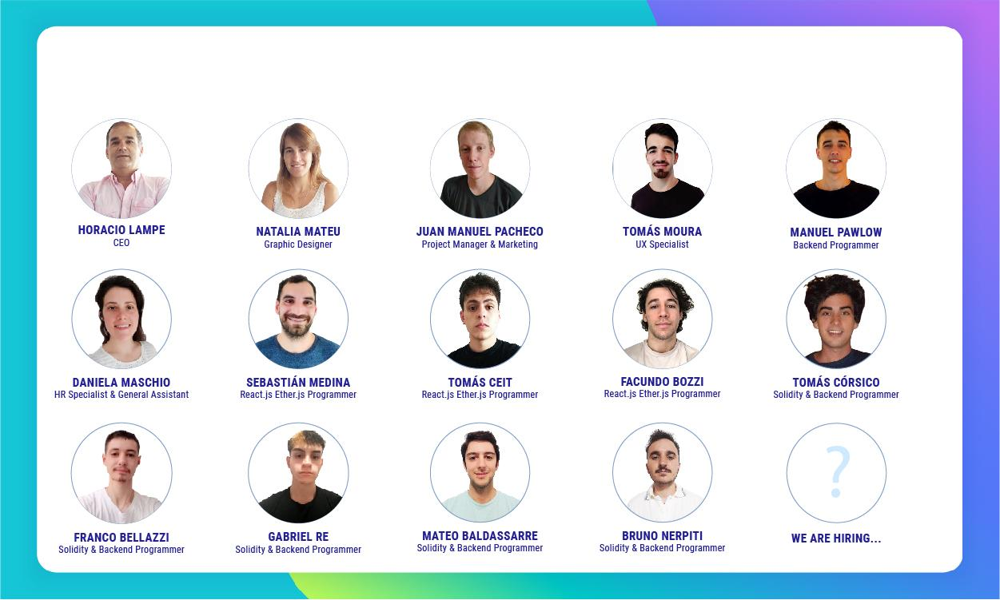 HORACIO LAMPE
CEO
NATALIA MATEU
Graphic Designer
JUAN MANUEL PACHECO
Project Manager & Marketing
TOMÁS MOURA
UX Specialist
MANUEL PAWLOW
Backend Programmer
DANIELA MASCHIO
HR Specialist & General Assistant
SEBASTIÁN MEDINA
React.js Ether.js Programmer
TOMÁS CEIT
React.js Ether.js Programmer
FACUNDO BOZZI
React.js Ether.js Programmer
TOMÁS CÓRSICO
Solidity & Backend Programmer
FRANCO BELLAZZI
Solidity & Backend Programmer
GABRIEL RE
Solidity & Backend Programmer
MATEO BALDASSARRE
Solidity & Backend Programmer
BRUNO NERPITI
Solidity & Backend Programmer
?
WE ARE HIRING...